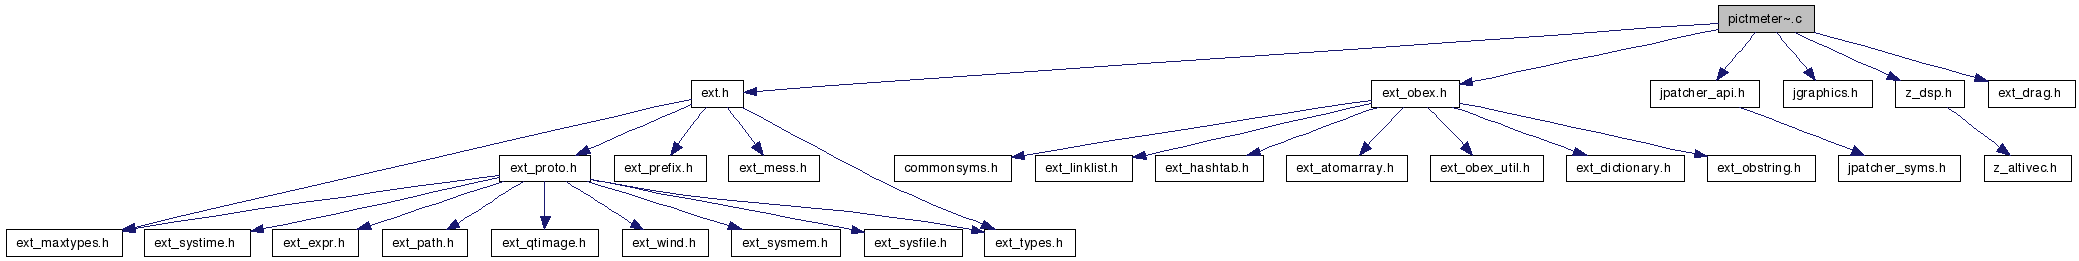 pictmeter~.c
ext.h
ext_obex.h
jpatcher_api.h
jgraphics.h
z_dsp.h
ext_drag.h
ext_proto.h
ext_prefix.h
ext_mess.h
commonsyms.h
ext_linklist.h
ext_hashtab.h
ext_atomarray.h
ext_obex_util.h
ext_dictionary.h
ext_obstring.h
jpatcher_syms.h
z_altivec.h
ext_maxtypes.h
ext_systime.h
ext_expr.h
ext_path.h
ext_qtimage.h
ext_wind.h
ext_sysmem.h
ext_sysfile.h
ext_types.h